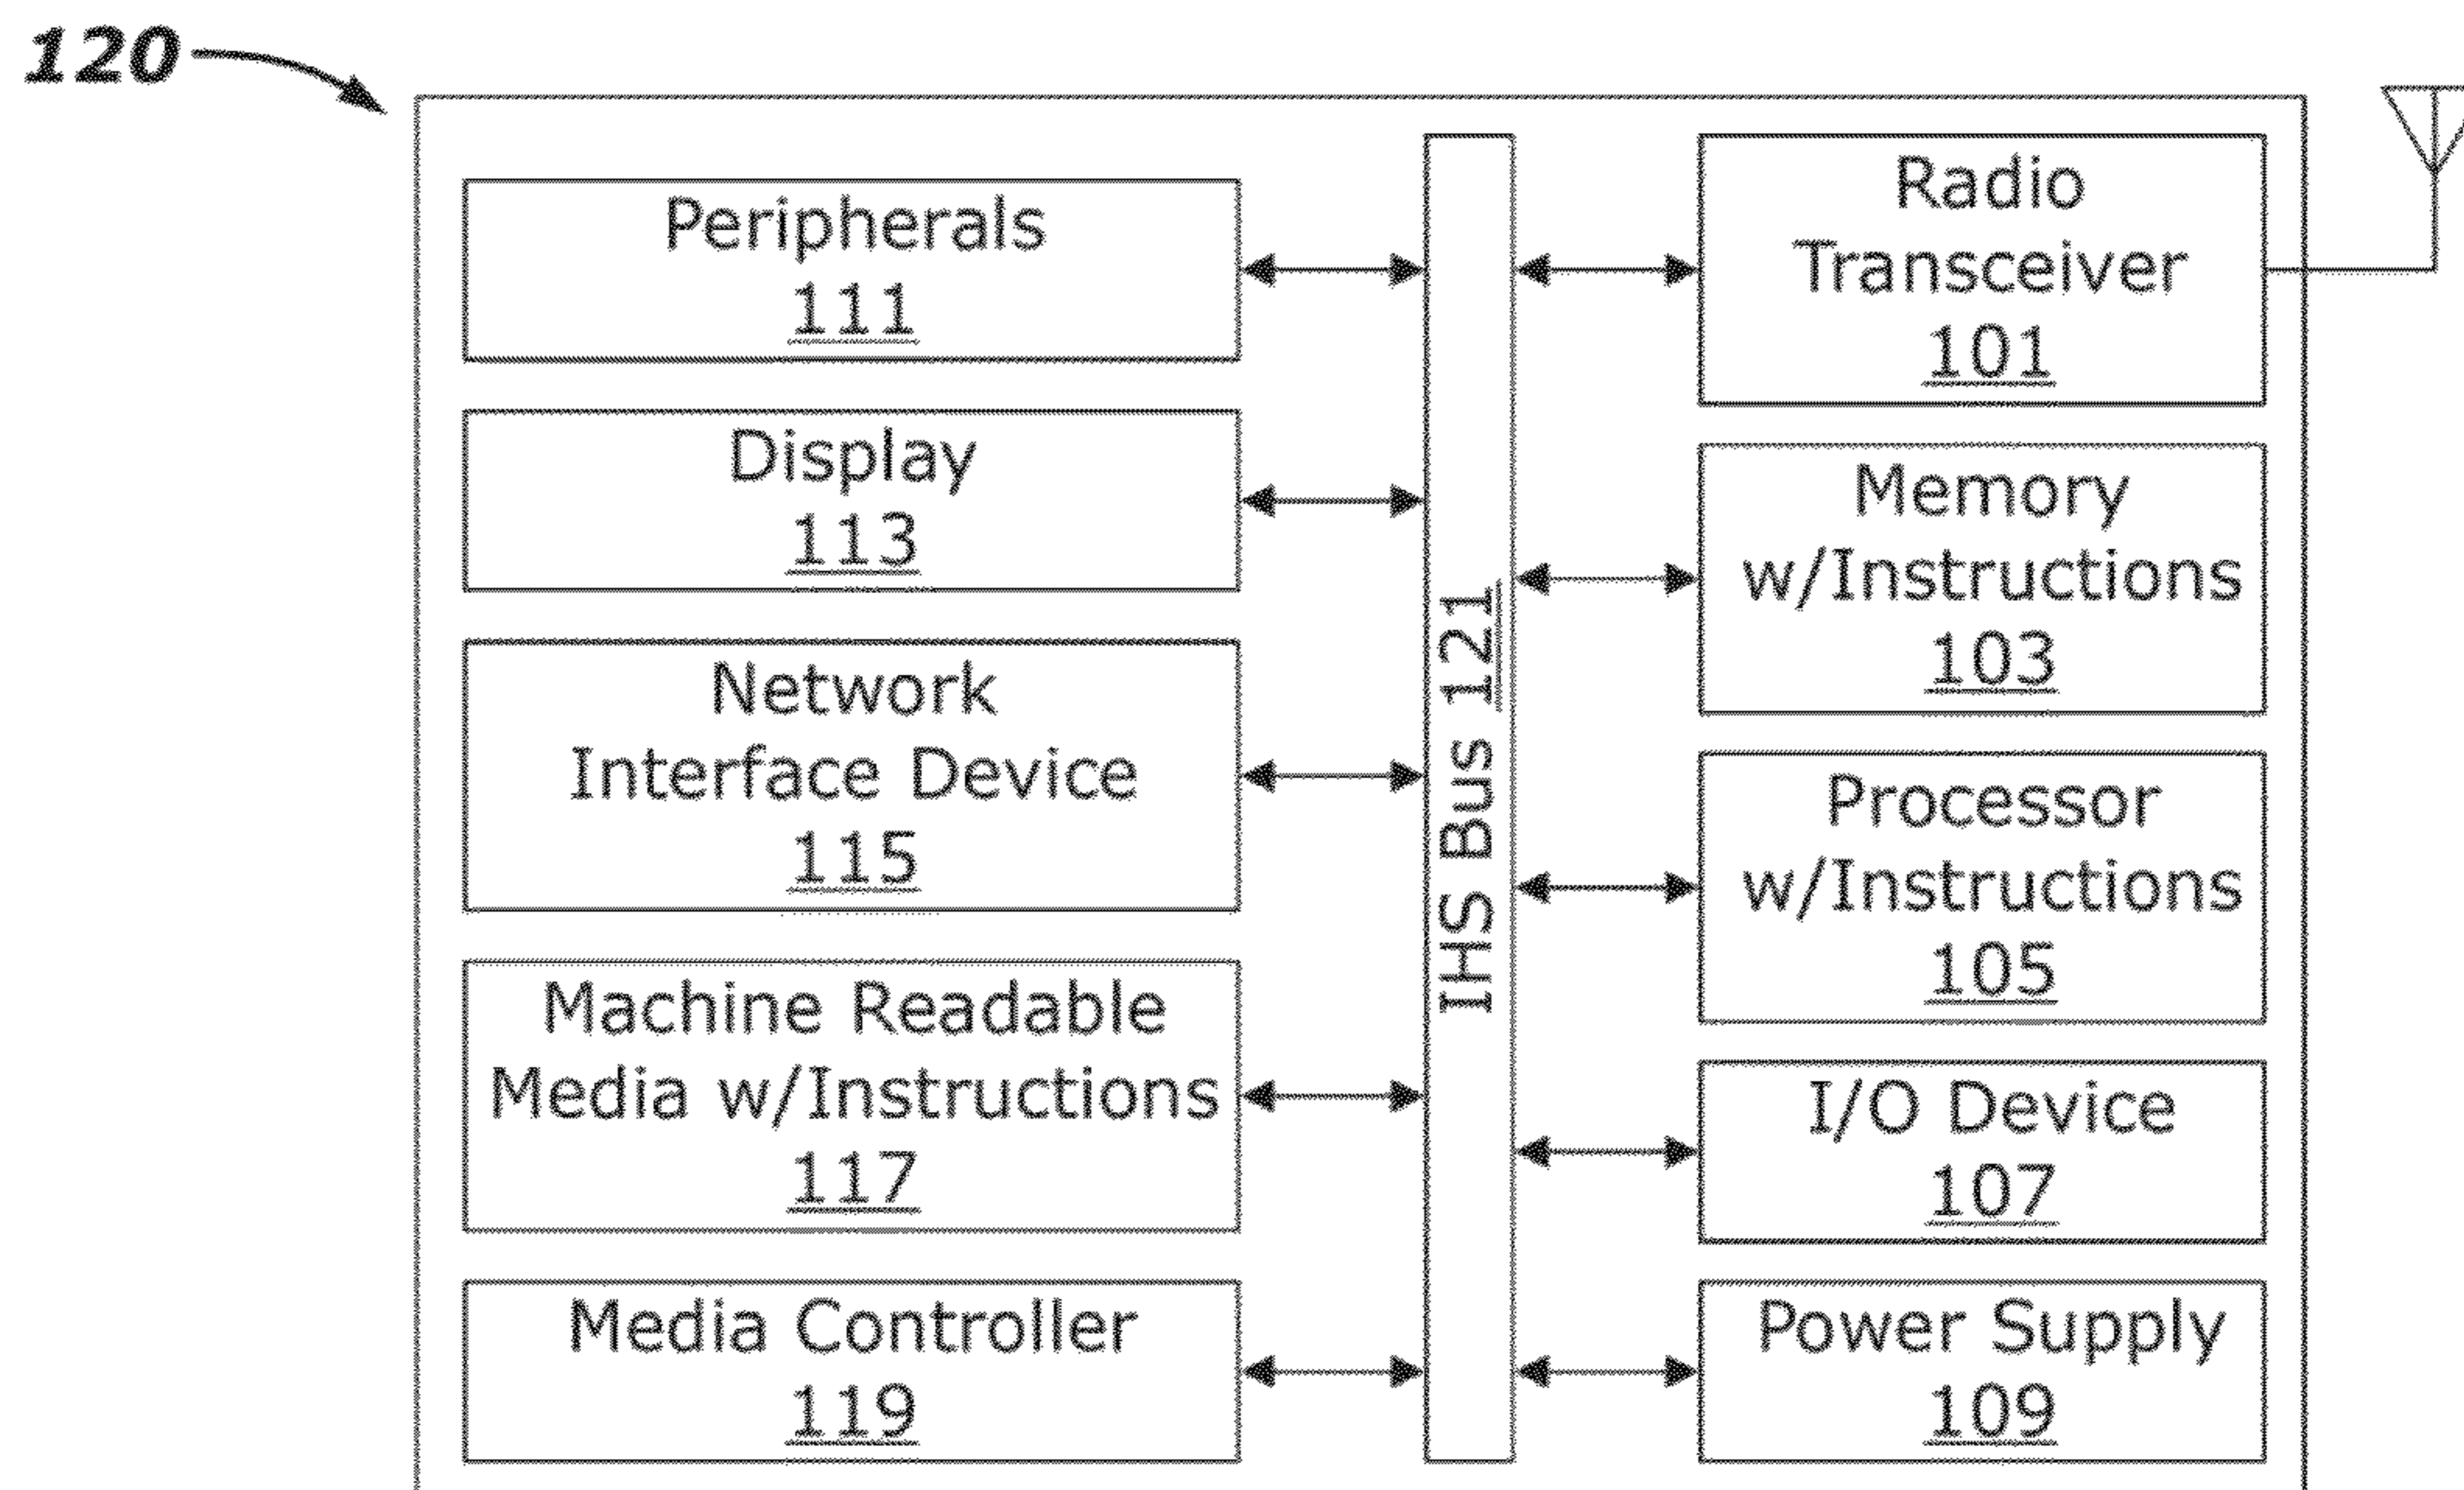 120
Peripherals
111
Display
113
Network
Interface Device
115
Machine Readable
Media w/Instructions
117
Media Controller
119
IHS Bus 121
Radio
Transceiver
101
Memory
w/Instructions
103
Processor
w/Instructions
105
I/O Device
107
Power Supply
109